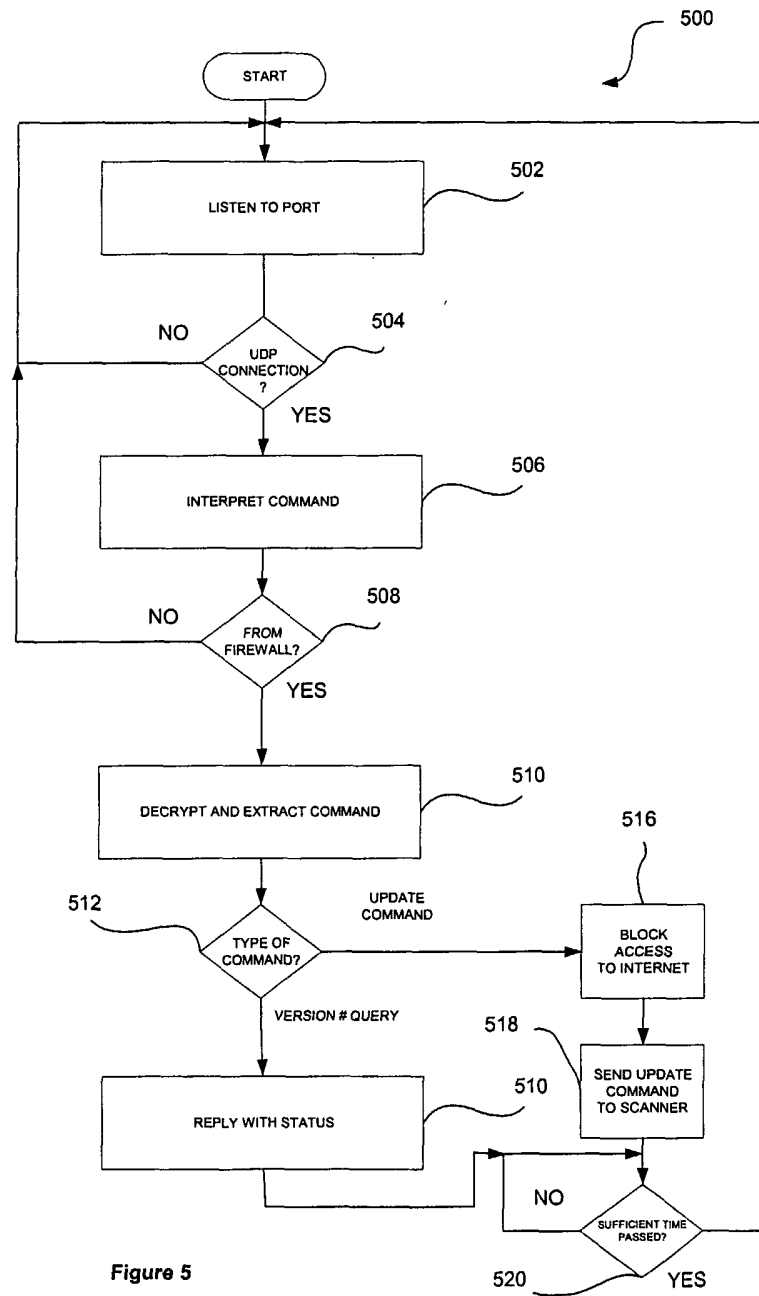 500
START
502
LISTEN TO PORT
NO
504
UDP
CONNECTION
?
YES
506
INTERPRET COMMAND
NO
508
FROM
FIREWALL?
YES
510
DECRYPT AND EXTRACT COMMAND
516
UPDATE
COMMAND
512
TYPE OF
COMMAND?
BLOCK
ACCESS
TO INTERNET
VERSION # QUERY
518
SEND UPDATE
COMMAND
TO SCANNER
510
REPLY WITH STATUS
NO
SUFFICIENT TIME
PASSED?
520
YES
Figure 5